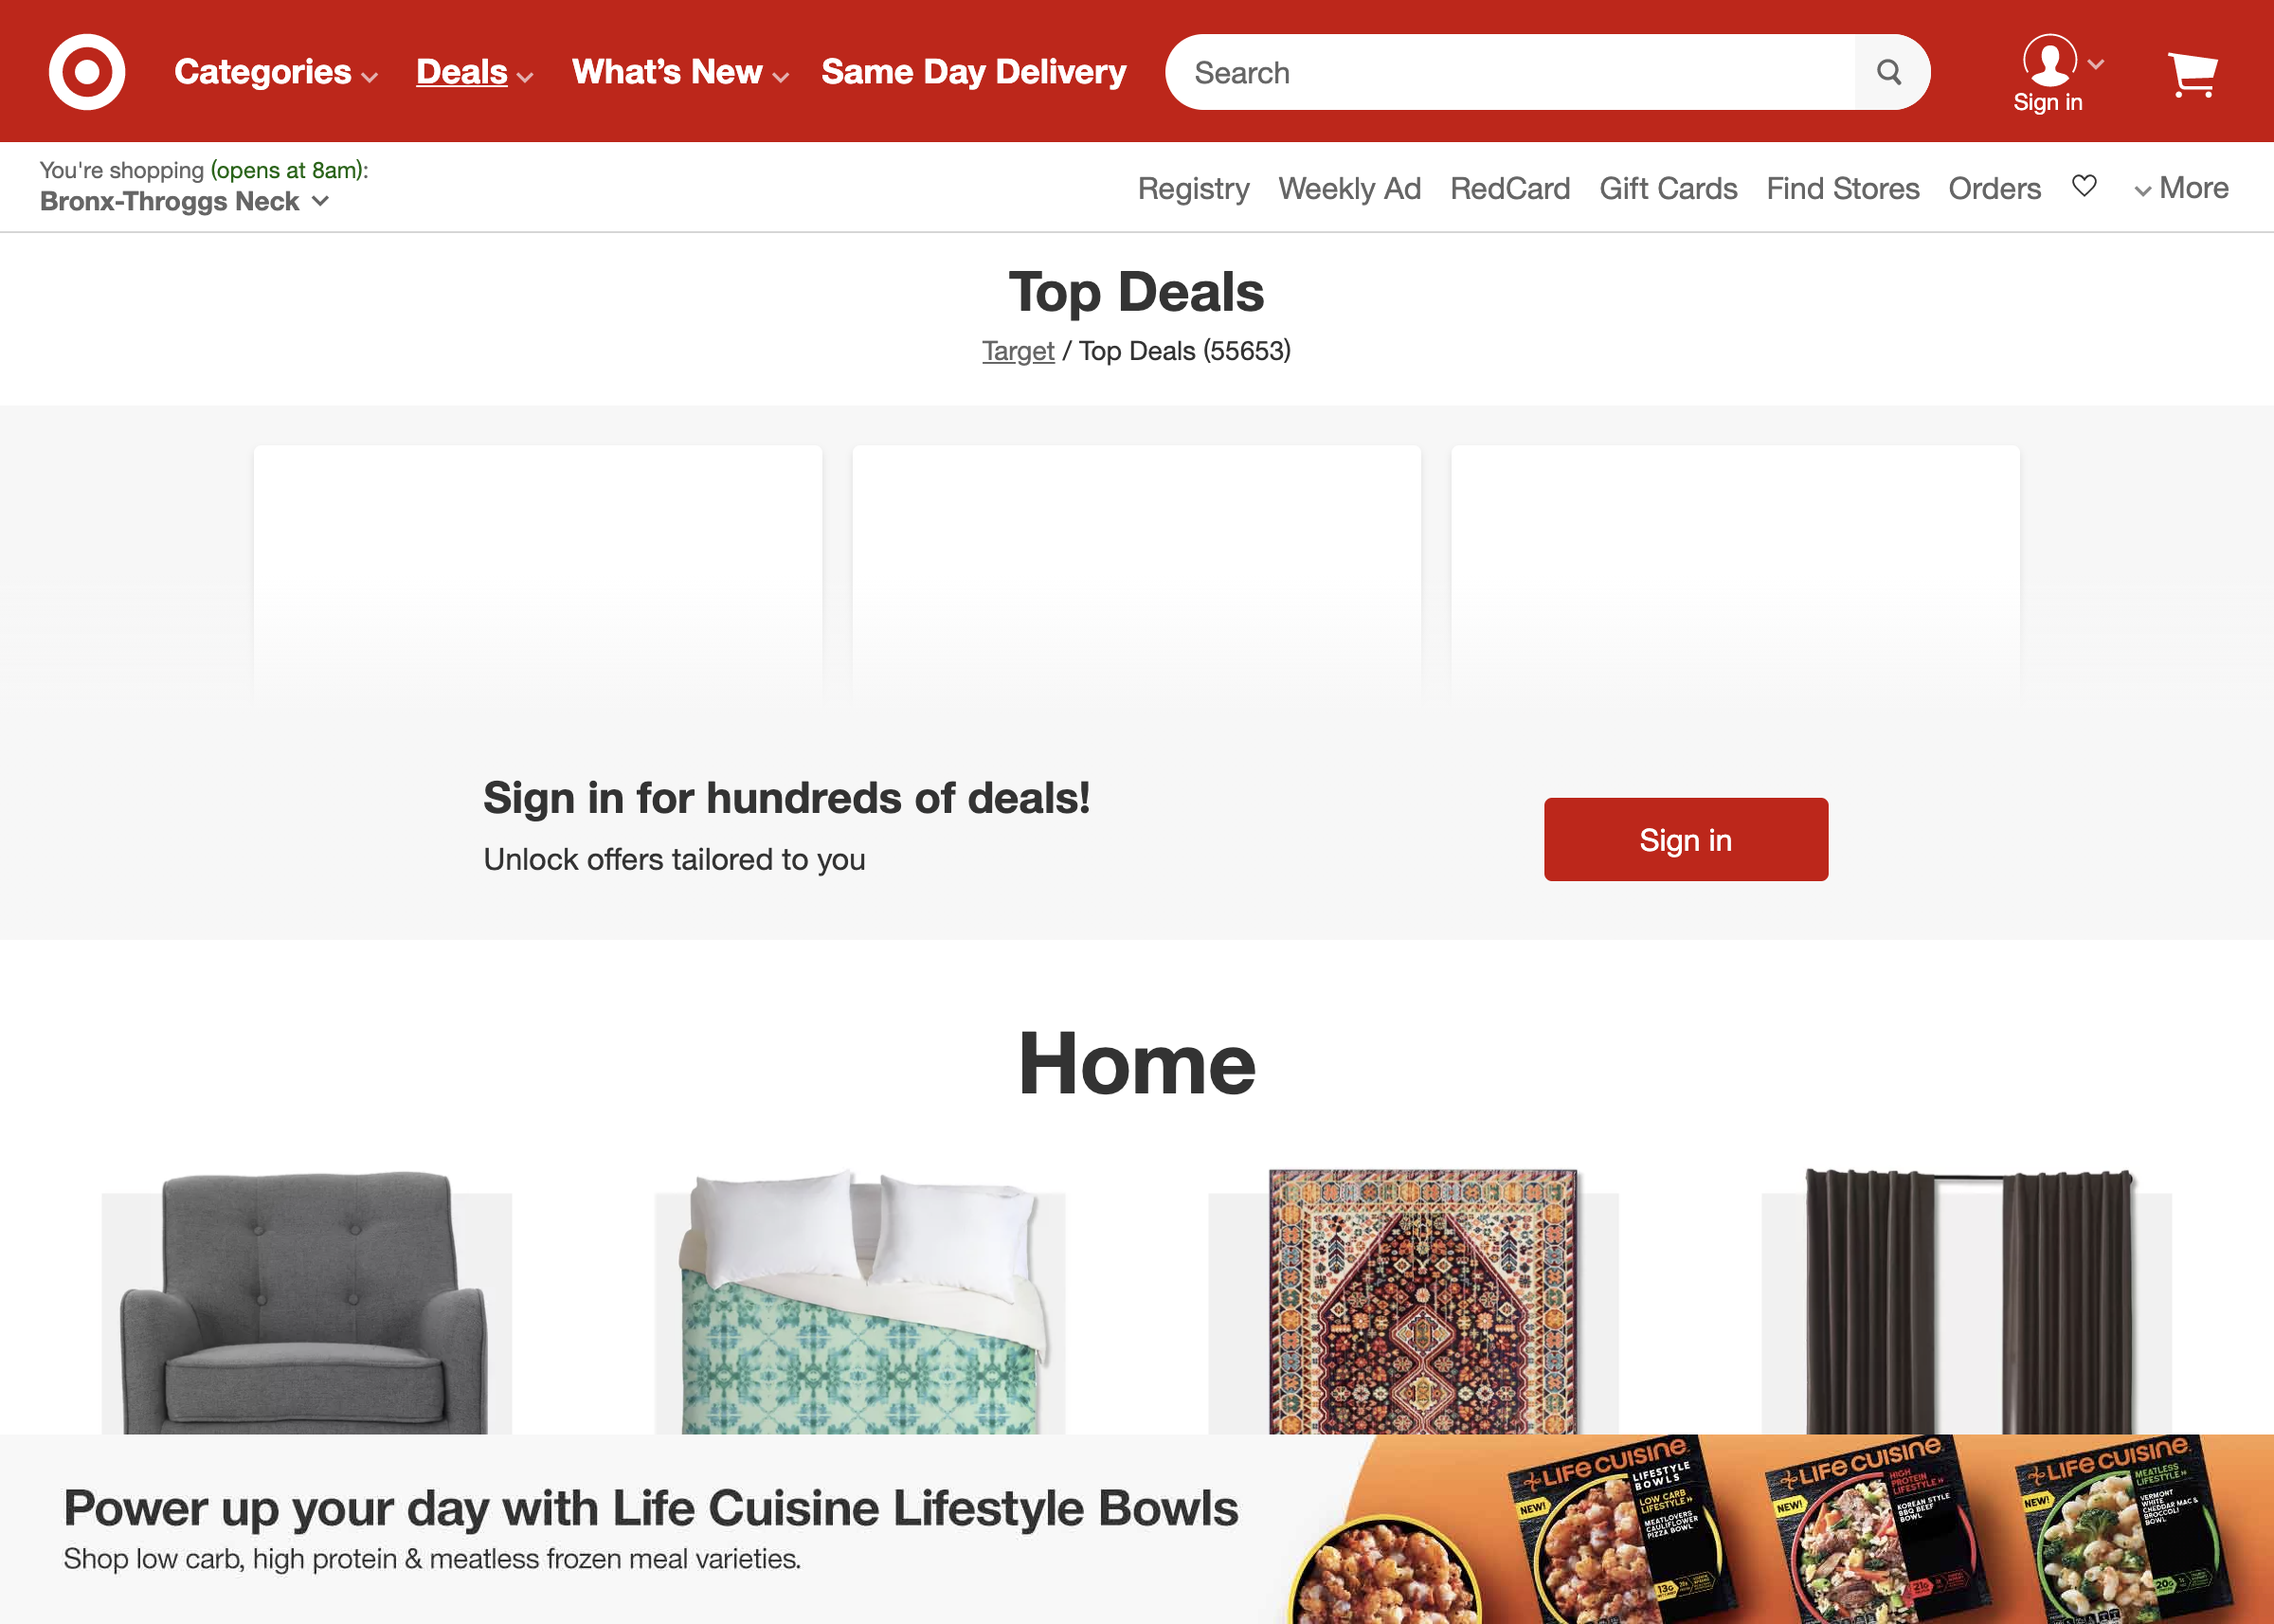 Categories
Deals
What's New
Same Day Delivery
Search
Sign in
You're shopping (opens at 8am):
Bronx-Throggs Neck
Registry
Weekly Ad
RedCard
Gift Cards
Find Stores
Orders
More
Top Deals
Target / Top Deals (55653)
Sign in for hundreds of deals!
Unlock offers tailored to you
Sign in
Home
Power up your day with Life Cuisine Lifestyle Bowls
Shop low carb, high protein & meatless frozen meal varieties.
LIFE CUISINE
LIFESTYLE
BOWLS
NEW!
LOW CARB
LIFESTYLE
MEATLOVERS
CAULIFLOWER
PIZZA BOWL
13G
LIFE CUISINE
HIGH
PROTEIN
LIFESTYLE
NEW!
KOREAN STYLE
BBQ BEEF
BOWL
21G
LIFE CUISINE
MEATLESS
LIFESTYLE
NEW!
VERMONT
WHITE
CHEDDAR MAC &
BROCCOLI
BOWL
20G